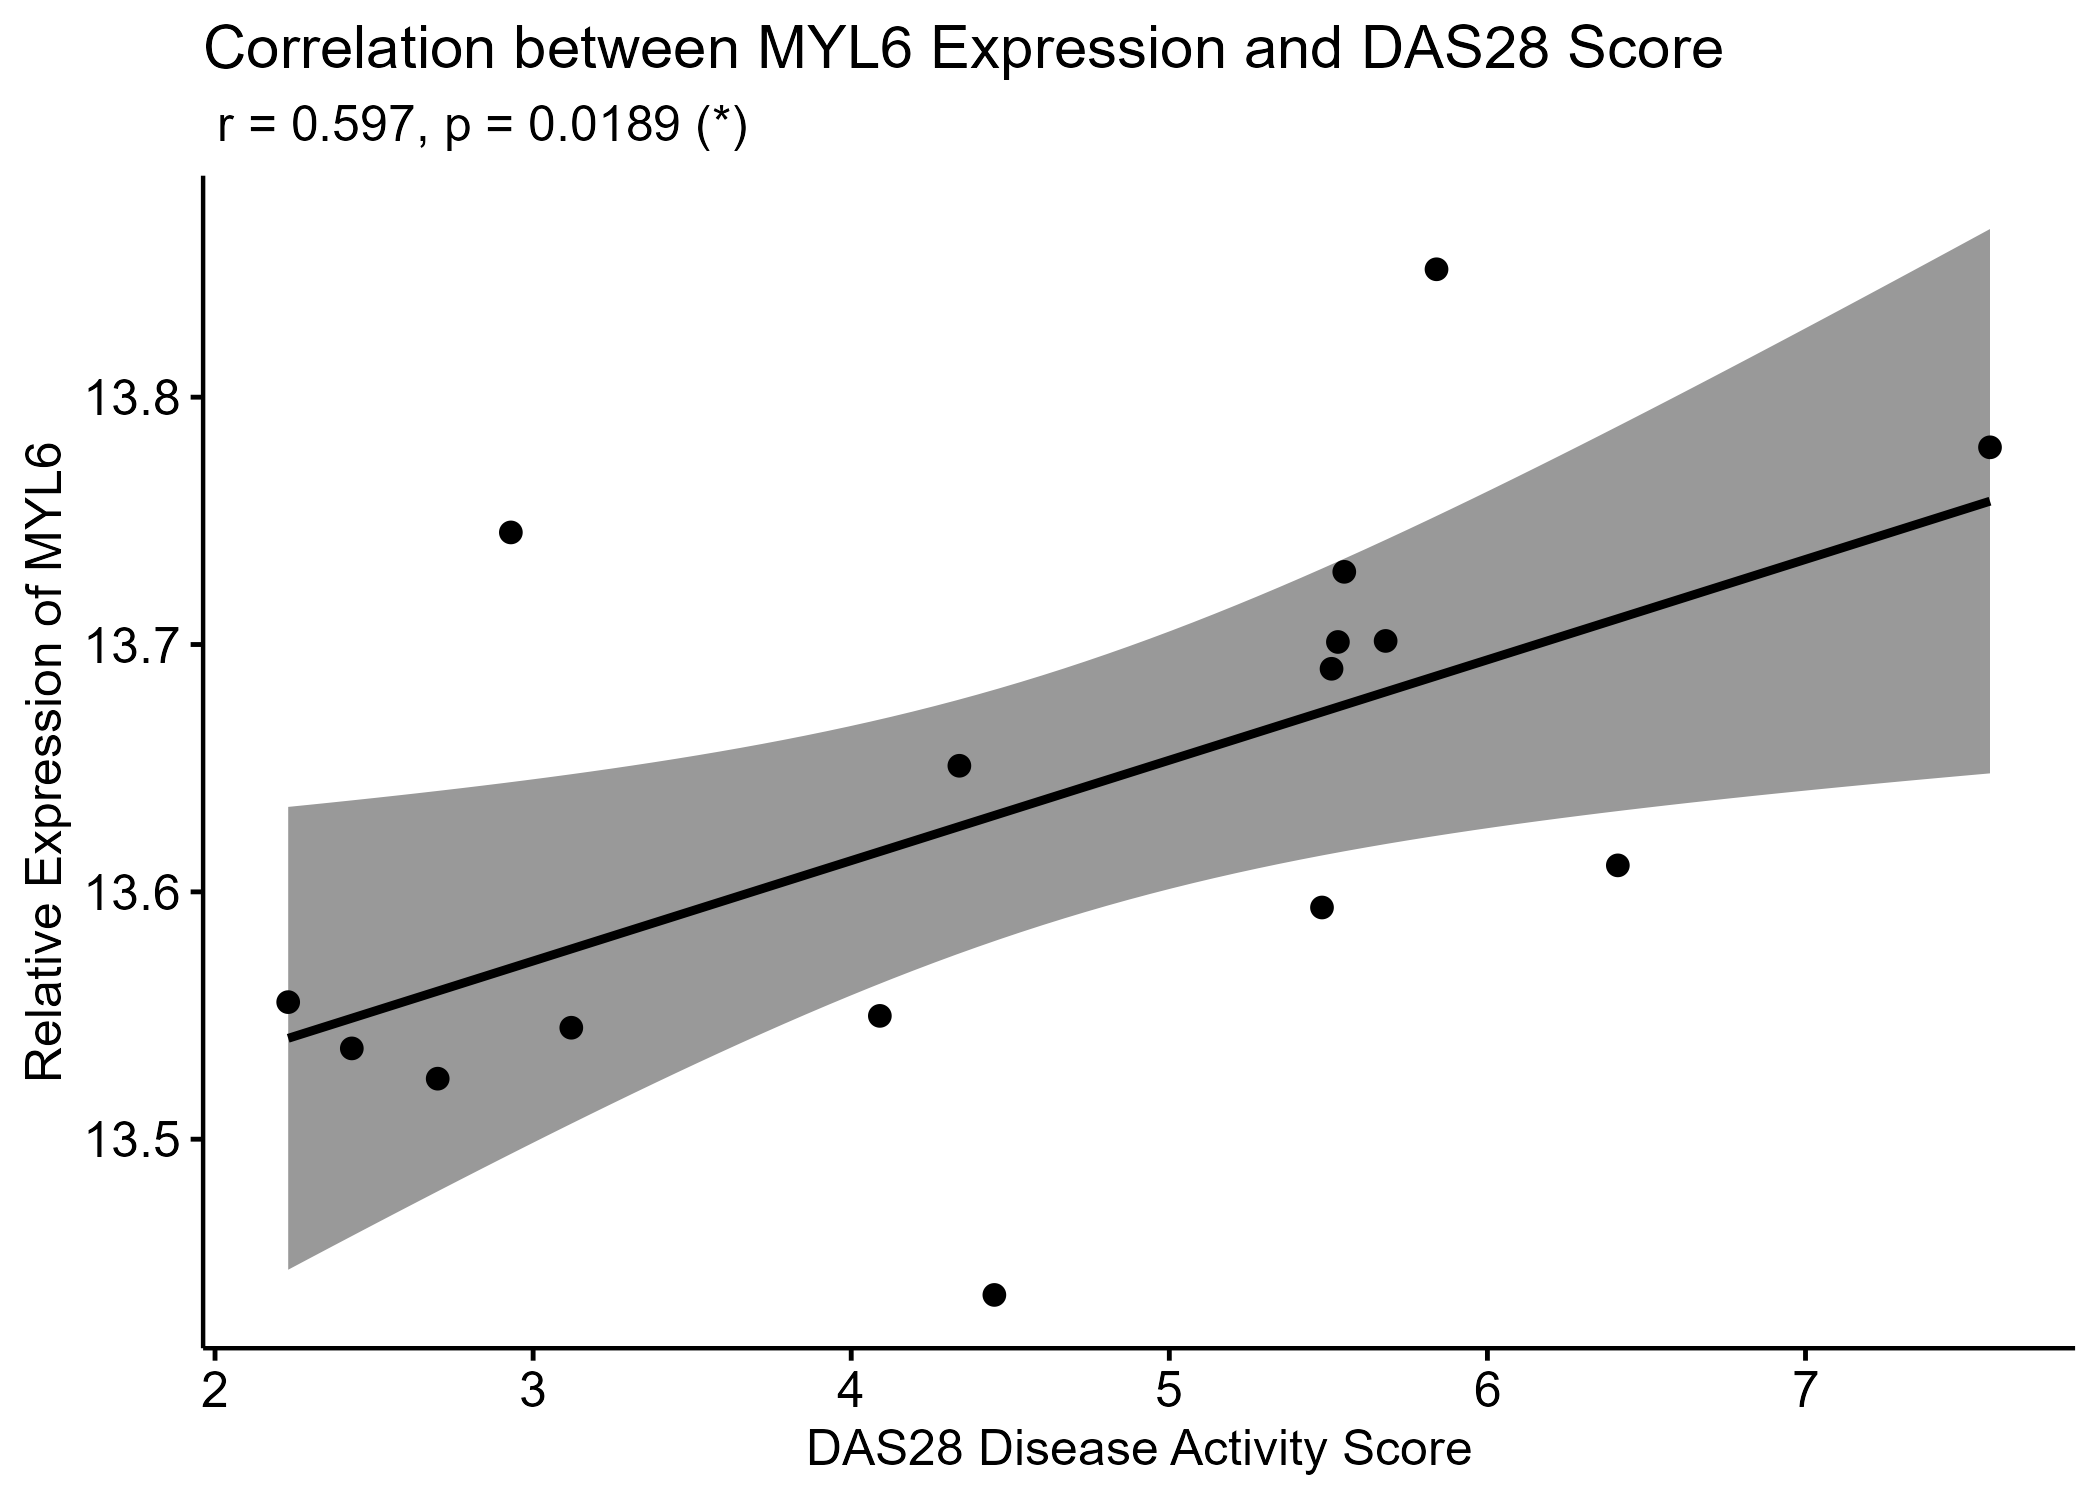 Correlation between MYL6 Expression and DAS28 Score
r = 0.597, p = 0.0189 (*)
Relative Expression of MYL6
13.8
13.7
13.6
13.5
2 3 4 5 6 7
DAS28 Disease Activity Score